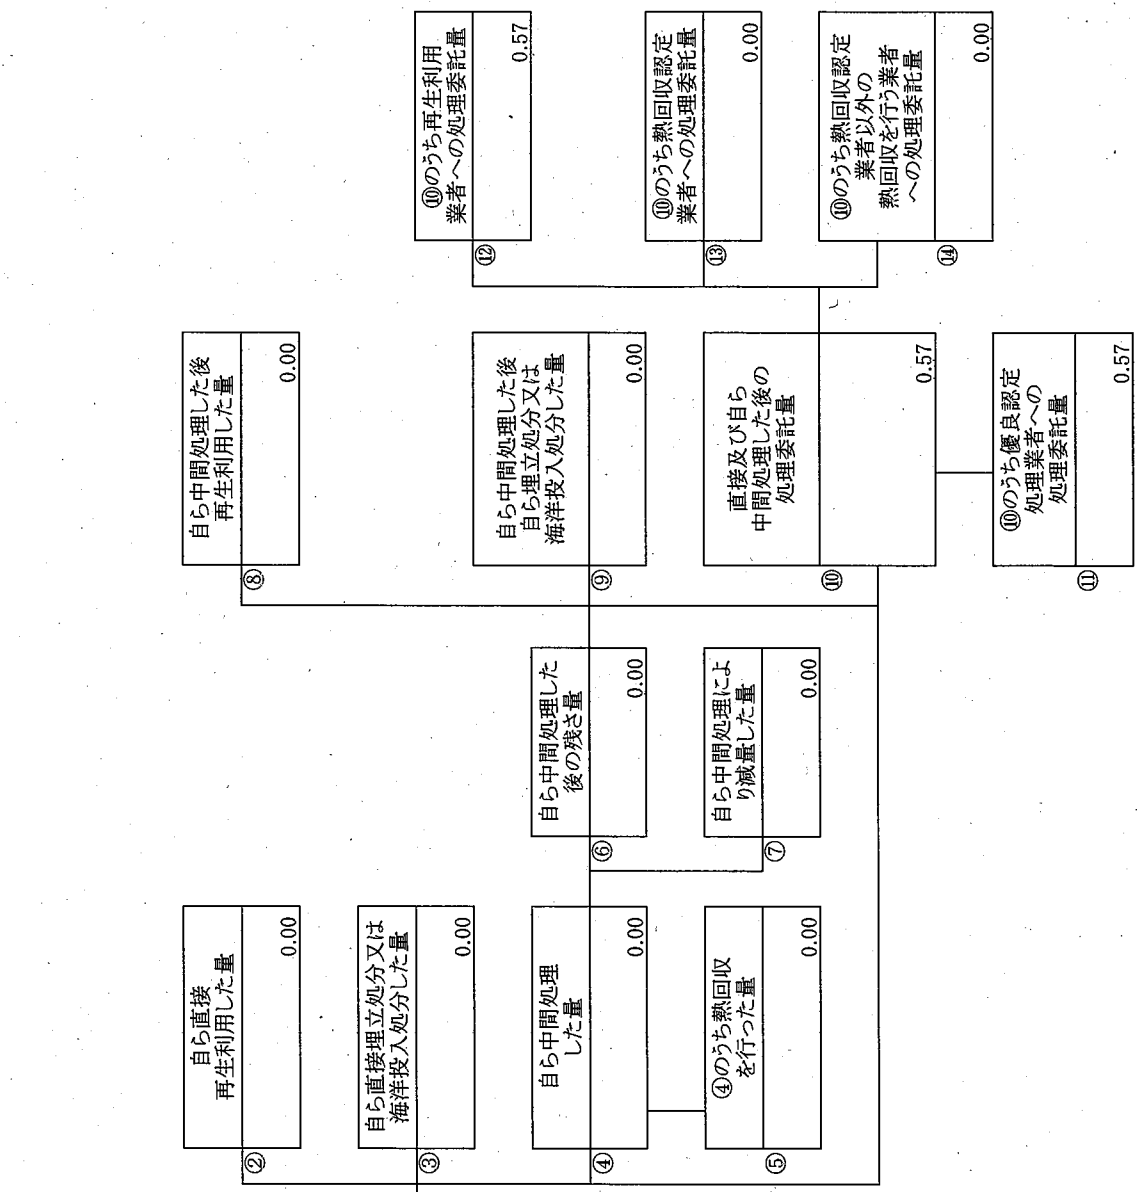 ②
自ら直接
再生利用した量
0.00
③
自ら直接埋立処分又は
海洋投入処分した量
0.00
④
自ら中間処理
した量
0.00
⑤
④のうち熱回収
を行った量
0.00
⑥
自ら中間処理した
後の残さ量
0.00
⑦
自ら中間処理によ
り減量した量
0.00
⑧
自ら中間処理した後
再生利用した量
0.00
⑨
自ら中間処理した後
自ら埋立処分又は
海洋投入処分した量
0.00
⑩
直接及び自ら
中間処理した後の
処理委託量
0.57
⑪
⑩のうち優良認定
処理業者への
処理委託量
0.57
⑫
⑩のうち再生利用
業者への処理委託量
0.57
⑬
⑩のうち熱回収認定
業者への処理委託量
0.00
⑭
⑩のうち熱回収認定
業者以外の
熱回収を行う業者
への処理委託量
0.00